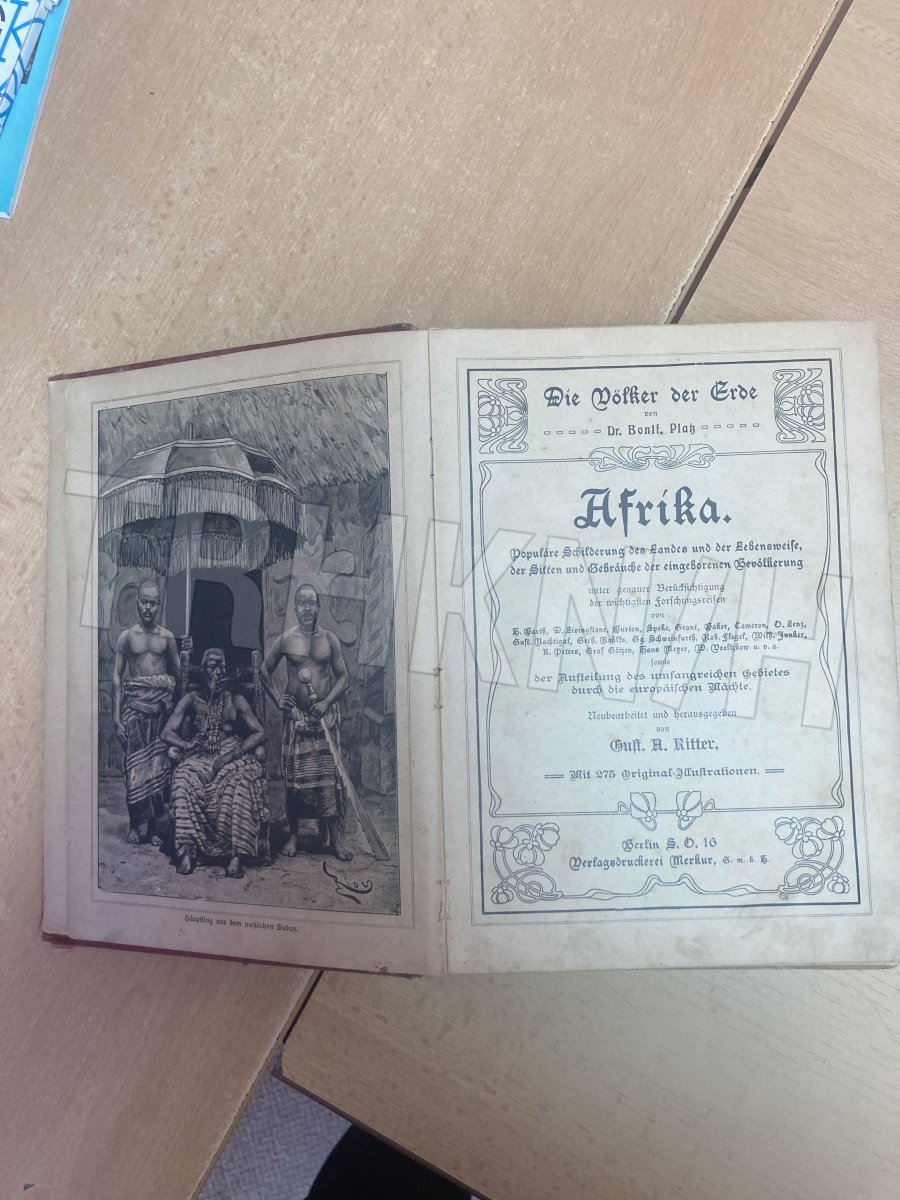 Häuptling aus dem westlichen Sudan.
Die Völker der Erde
von
Dr. Bonif. Platz
Afrika.
Populäre Schilderung des Landes und der Lebensweise,
der Sitten und Gebräuche der eingeborenen Bevölkerung
unter genauer Berücksichtigung
der wichtigsten Forschungsreisen
von
H. Barth, D. Livingstone, Burton, Speke, Grant, Baker, Cameron, O. Lenz,
Gust. Nachtigal, Gerh. Rohlfs, Gg. Schweinfurth, Rob. Flegel, Wilh. Junker,
K. Peters, Graf Götzen, Hans Meyer, W. Voeltzkow u. v. a.
sowie
der Aufteilung des umfangreichen Gebietes
durch die europäischen Mächte.
Neubearbeitet und herausgegeben
von
Gust. A. Ritter.
Mit 275 Original-Illustrationen.
Berlin S. O. 16
Verlagsdruckerei Merkur, G. m. b. H.